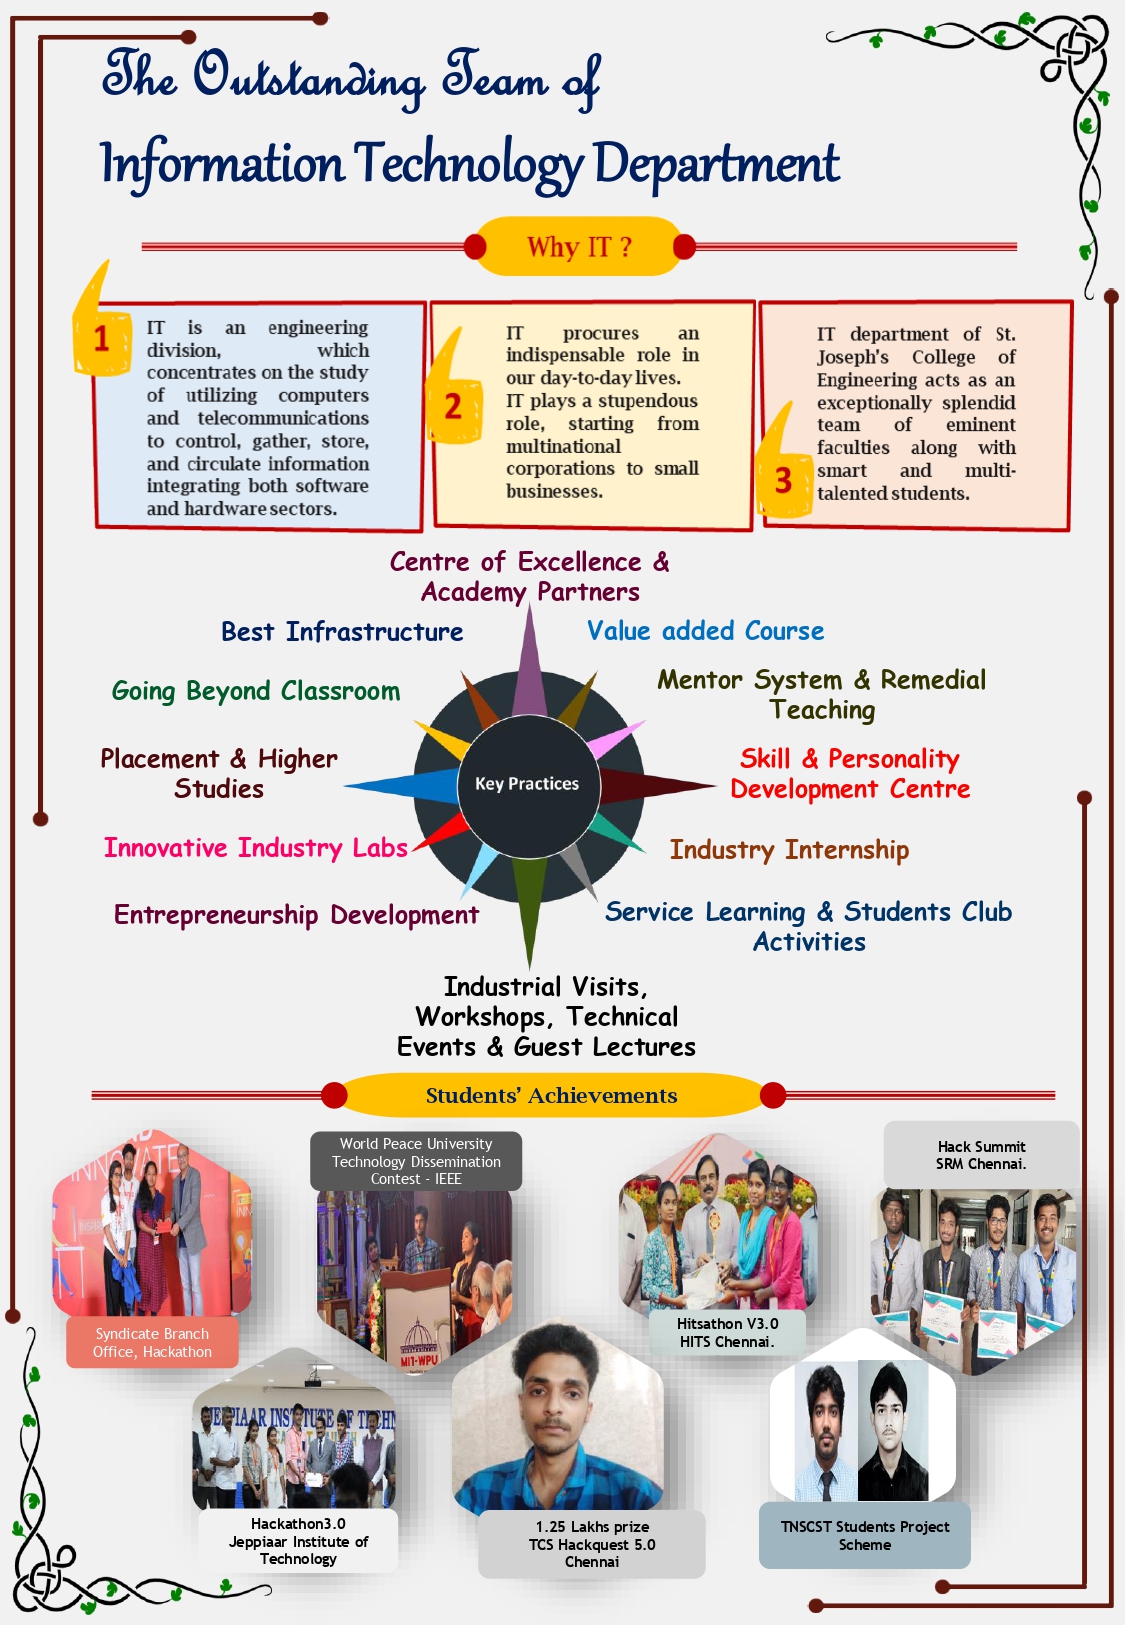 The Outstanding Team of
Information Technology Department
Why IT ?
1
IT is an engineering
division, which
concentrates on the study
of utilizing computers
and telecommunications
to control, gather, store,
and circulate information
integrating both software
and hardware sectors.
2
IT procures an
indispensable role in
our day-to-day lives.
IT plays a stupendous
role, starting from
multinational
corporations to small
businesses.
3
IT department of St.
Joseph's College of
Engineering acts as an
exceptionally splendid
team of eminent
faculties along with
smart and multi-
talented students.
Centre of Excellence &
Academy Partners
Best Infrastructure
Value added Course
Going Beyond Classroom
Mentor System & Remedial
Teaching
Placement & Higher
Studies
Key Practices
Skill & Personality
Development Centre
Innovative Industry Labs
Industry Internship
Entrepreneurship Development
Service Learning & Students Club
Activities
Industrial Visits,
Workshops, Technical
Events & Guest Lectures
Students’ Achievements
INNOVATE
Syndicate Branch
Office, Hackathon
World Peace University
Technology Dissemination
Contest - IEEE
MIT-WPU
Hitsathon V3.0
HITS Chennai.
Hack Summit
SRM Chennai.
JEPPIAAR INSTITUTE OF TECHN
Hackathon3.0
Jeppiaar Institute of
Technology
1.25 Lakhs prize
TCS Hackquest 5.0
Chennai
TNSCST Students Project
Scheme